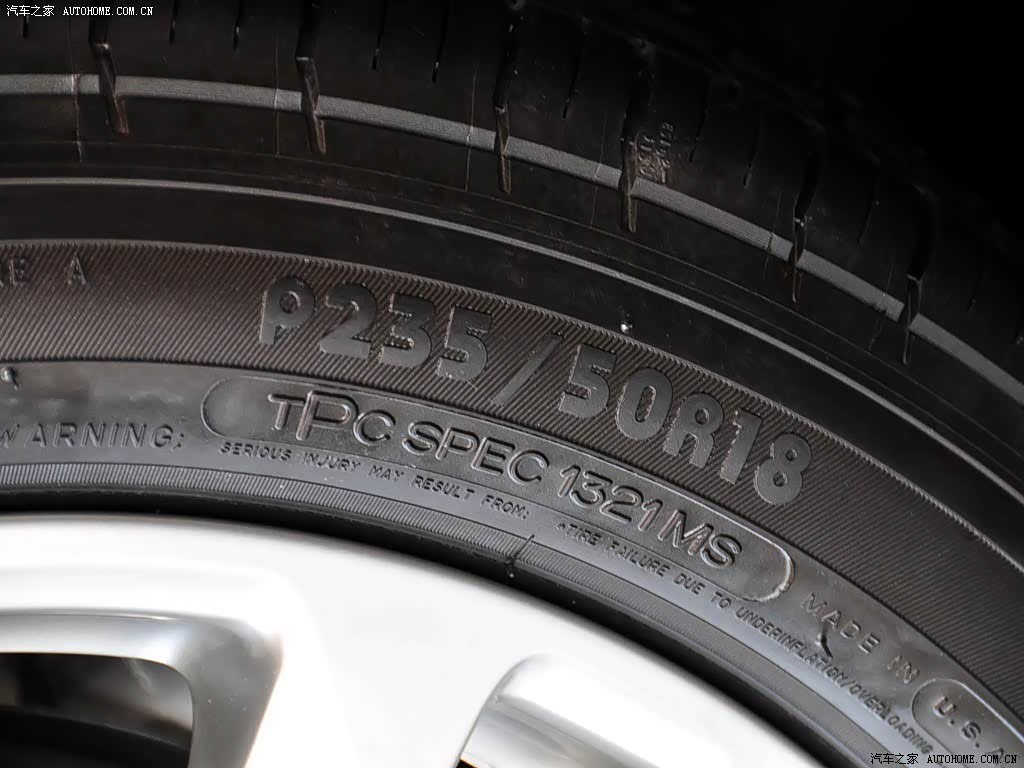 汽车之家 AUTOHOME.COM.CN
RE A
P235/50R18
WARNING:
TPC SPEC 1321MS
SERIOUS INJURY MAY RESULT FROM: •TIRE FAILURE DUE TO UNDERINFLATION/OVERLOADING
MADE IN U.S.A
汽车之家 AUTOHOME.COM.CN